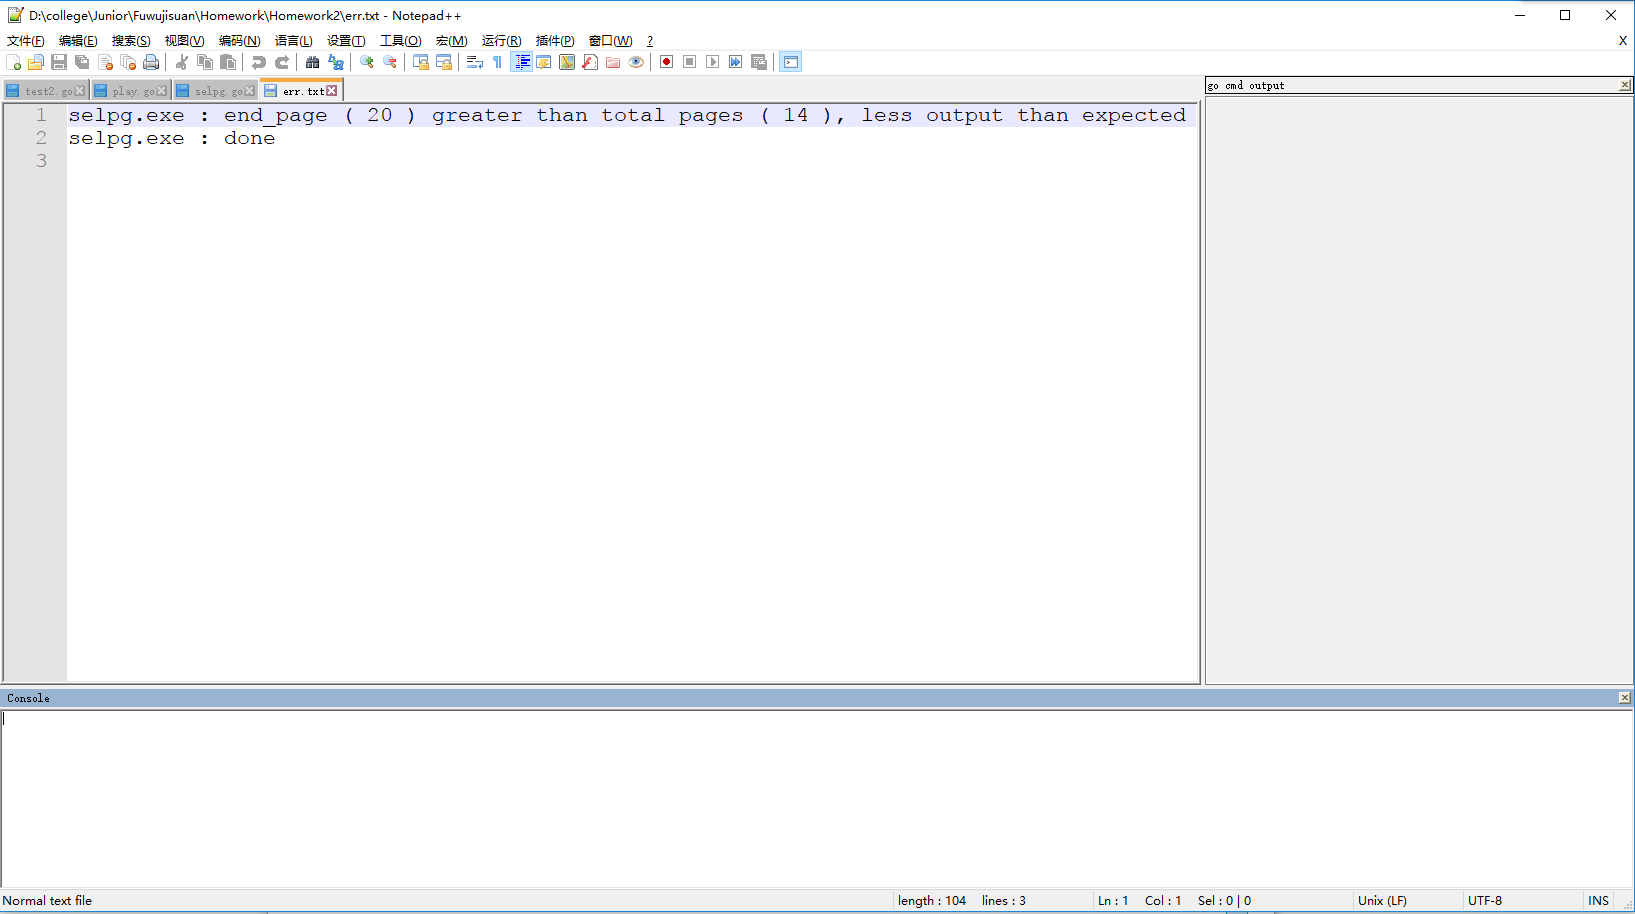 D:\college\Junior\Fuwujisuan\Homework\Homework2\err.txt - Notepad++
文件(F) 编辑(E) 搜索(S) 视图(V) 编码(N) 语言(L) 设置(T) 工具(O) 宏(M) 运行(R) 插件(P) 窗口(W) ? X
test2.go play.go selpg.go err.txt
go cmd output
1 selpg.exe : end_page ( 20 ) greater than total pages ( 14 ), less output than expected
2 selpg.exe : done
3
Console
Normal text file length : 104 lines : 3 Ln : 1 Col : 1 Sel : 0 | 0 Unix (LF) UTF-8 INS